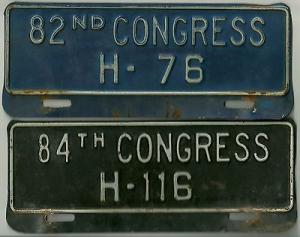 82ND CONGRESS
H-76
84TH CONGRESS
H-116